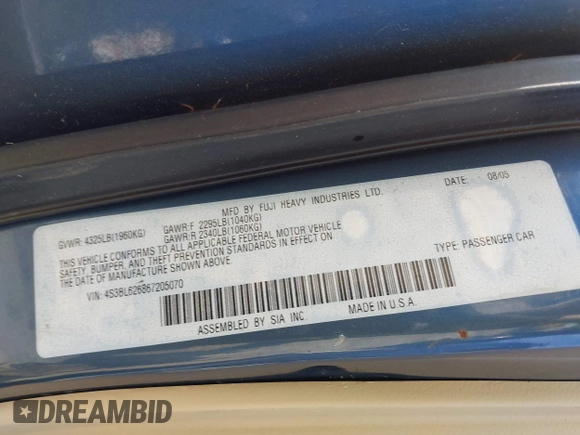 MFD BY FUJI HEAVY INDUSTRIES LTD. DATE: 08/05
GVWR: 4325LB(1960KG) GAWR:F 2295LB(1040KG)
GAWR:R 2340LB(1060KG)
THIS VEHICLE CONFORMS TO ALL APPLICABLE FEDERAL MOTOR VEHICLE
SAFETY, BUMPER, AND THEFT PREVENTION STANDARDS IN EFFECT ON
THE DATE OF MANUFACTURE SHOWN ABOVE.
TYPE: PASSENGER CAR
VIN: 4S3BL626867205070
ASSEMBLED BY SIA INC. MADE IN U.S.A.
DREAMBID